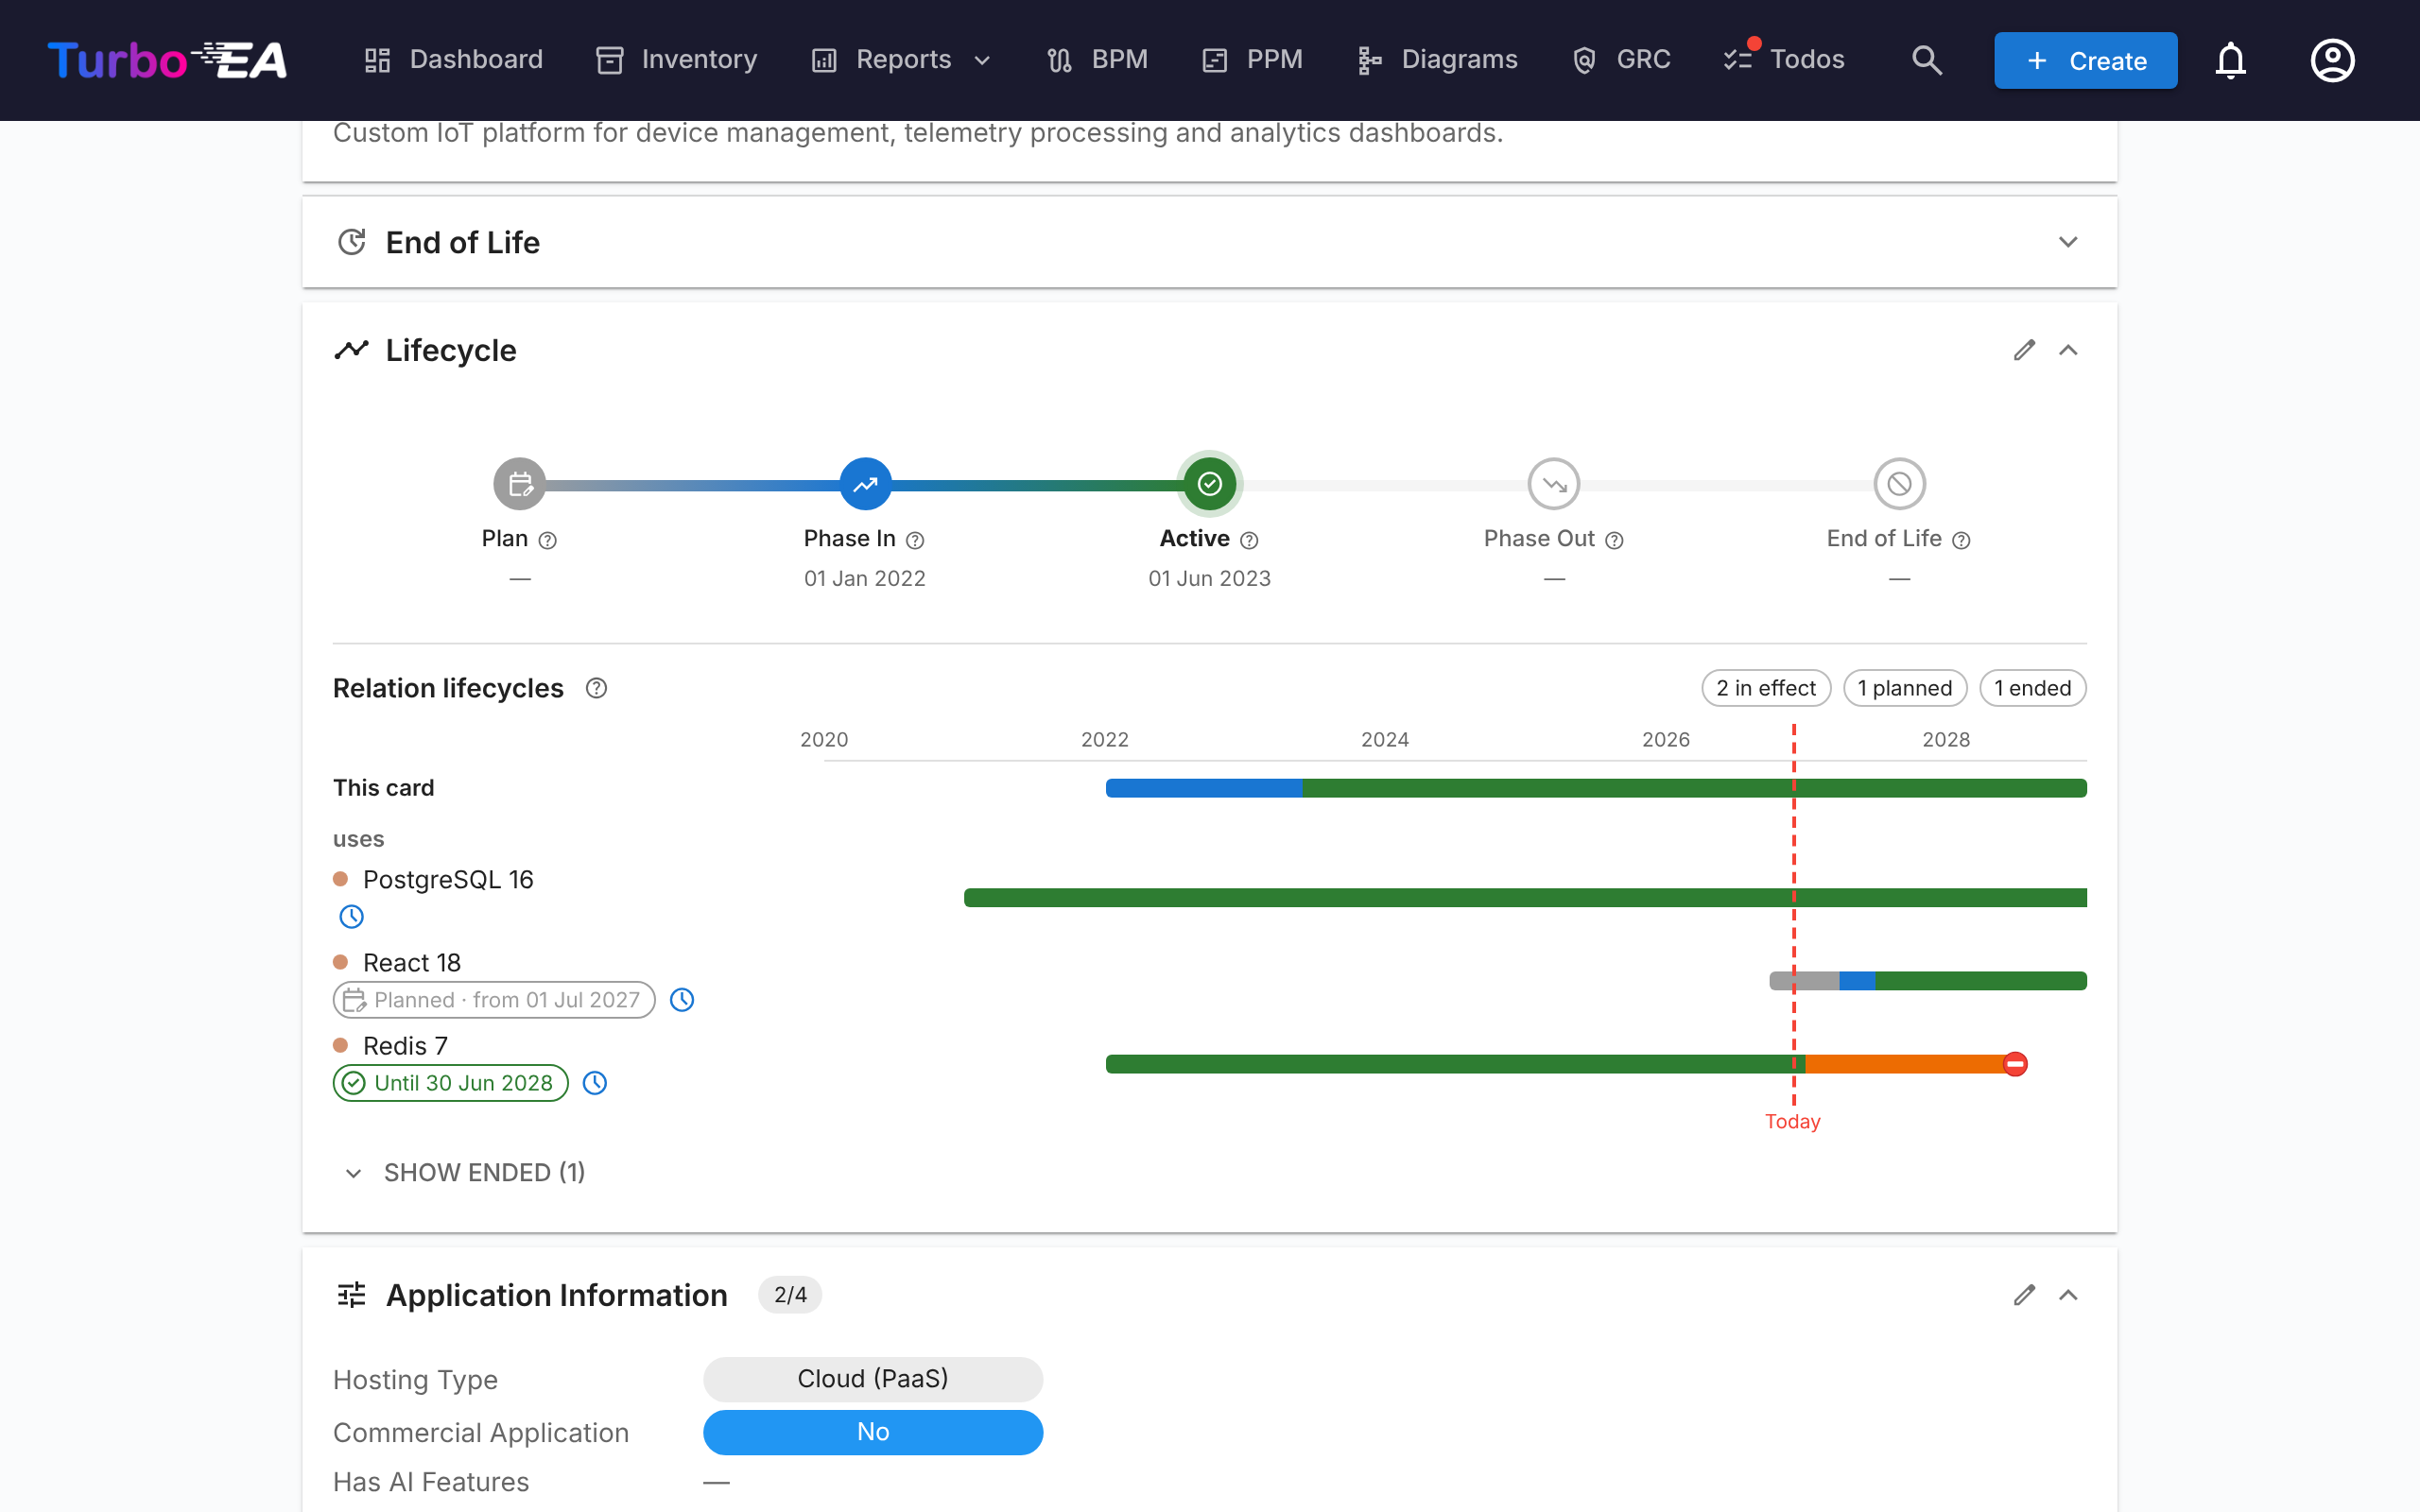 Turbo EA
Dashboard
Inventory
Reports
BPM
PPM
Diagrams
GRC
Todos
+ Create
Custom IoT platform for device management, telemetry processing and analytics dashboards.
End of Life
Lifecycle
Plan
—
Phase In
01 Jan 2022
Active
01 Jun 2023
Phase Out
—
End of Life
—
Relation lifecycles
2 in effect
1 planned
1 ended
2020 2022 2024 2026 2028
This card
uses
PostgreSQL 16
React 18
Planned · from 01 Jul 2027
Redis 7
Until 30 Jun 2028
Today
SHOW ENDED (1)
Application Information 2/4
Hosting Type Cloud (PaaS)
Commercial Application No
Has AI Features —